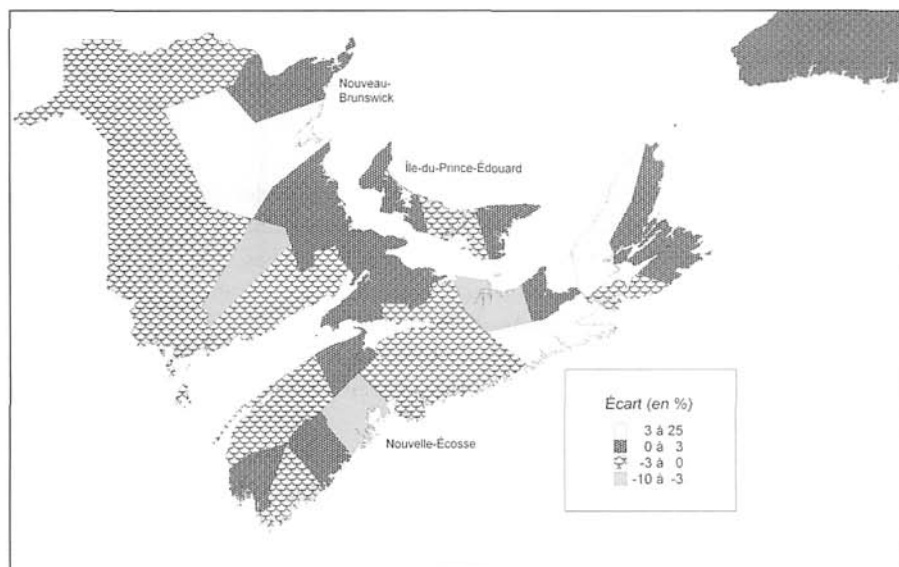 Nouveau-
Brunswick
Île-du-Prince-Édouard
Nouvelle-Écosse
Écart (en %)
3 à 25
0 à 3
-3 à 0
-10 à -3